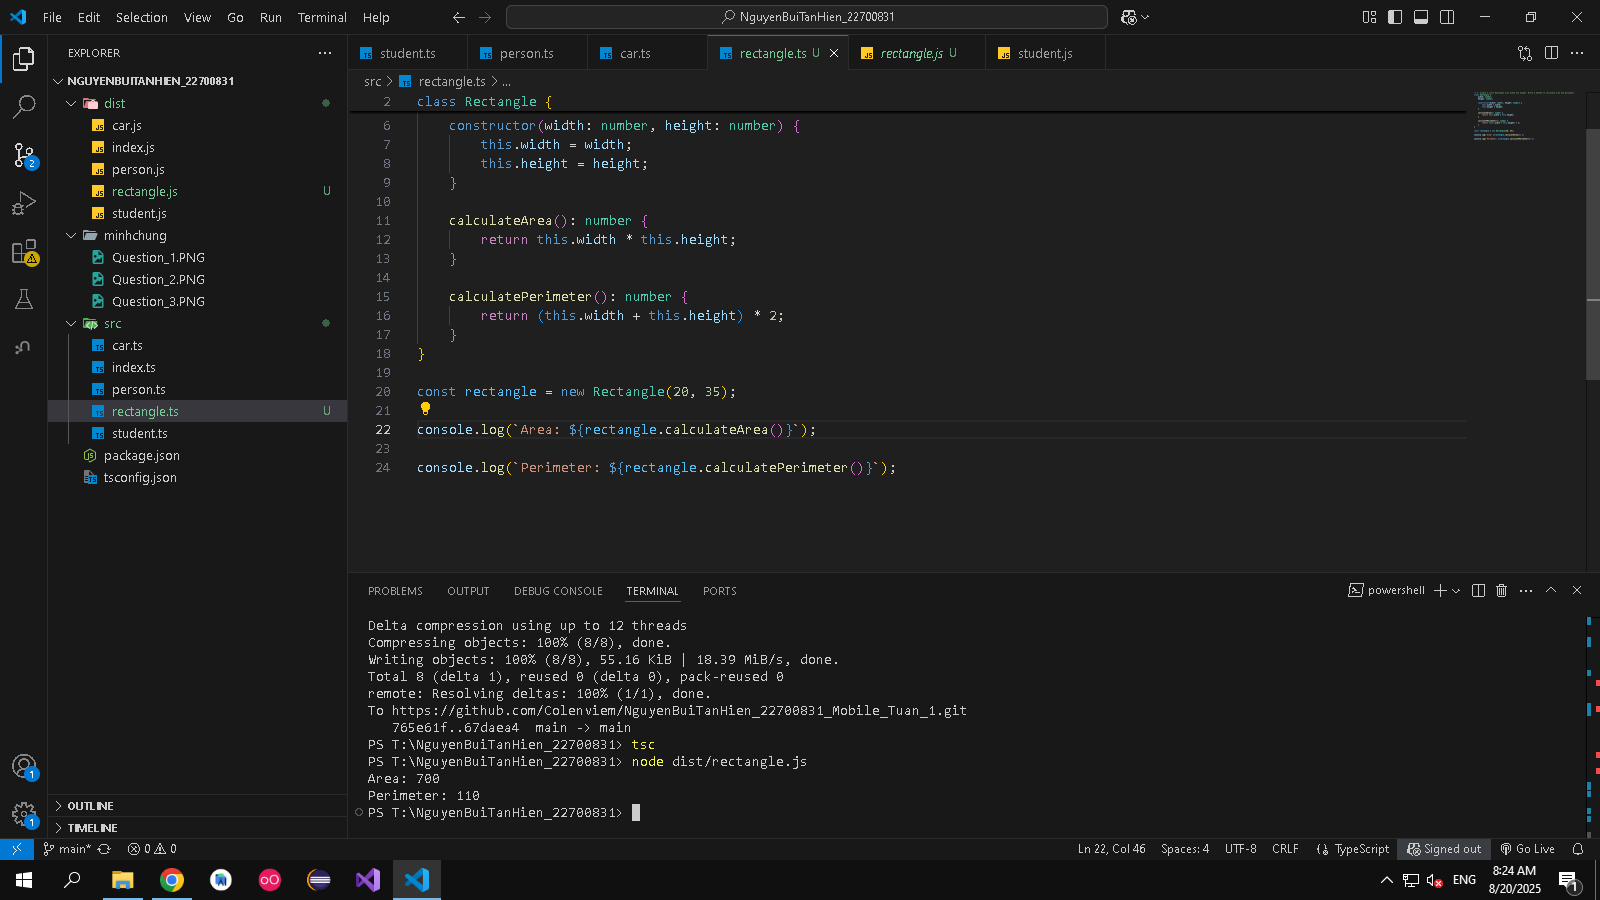 File Edit Selection View Go Run Terminal Help
NguyenBuiTanHien_22700831
EXPLORER
NGUYENBUITANHIEN_22700831
dist
car.js
index.js
person.js
rectangle.js U
student.js
minhchung
Question_1.PNG
Question_2.PNG
Question_3.PNG
src
car.ts
index.ts
person.ts
rectangle.ts U
student.ts
package.json
tsconfig.json
OUTLINE
TIMELINE
2
1
1
student.ts person.ts car.ts rectangle.ts U rectangle.js U student.js
src > rectangle.ts > ...
2 class Rectangle {
6 constructor(width: number, height: number) {
7 this.width = width;
8 this.height = height;
9 }
10
11 calculateArea(): number {
12 return this.width * this.height;
13 }
14
15 calculatePerimeter(): number {
16 return (this.width + this.height) * 2;
17 }
18 }
19
20 const rectangle = new Rectangle(20, 35);
21
22 console.log(`Area: ${rectangle.calculateArea()}`);
23
24 console.log(`Perimeter: ${rectangle.calculatePerimeter()}`);
PROBLEMS OUTPUT DEBUG CONSOLE TERMINAL PORTS
powershell
Delta compression using up to 12 threads
Compressing objects: 100% (8/8), done.
Writing objects: 100% (8/8), 55.16 KiB | 18.39 MiB/s, done.
Total 8 (delta 1), reused 0 (delta 0), pack-reused 0
remote: Resolving deltas: 100% (1/1), done.
To https://github.com/Colenviem/NguyenBuiTanHien_22700831_Mobile_Tuan_1.git
765e61f..67daea4 main -> main
PS T:\NguyenBuiTanHien_22700831> tsc
PS T:\NguyenBuiTanHien_22700831> node dist/rectangle.js
Area: 700
Perimeter: 110
PS T:\NguyenBuiTanHien_22700831>
main* 0 0
Ln 22, Col 46 Spaces: 4 UTF-8 CRLF TypeScript Signed out Go Live
ENG
8:24 AM
8/20/2025
1